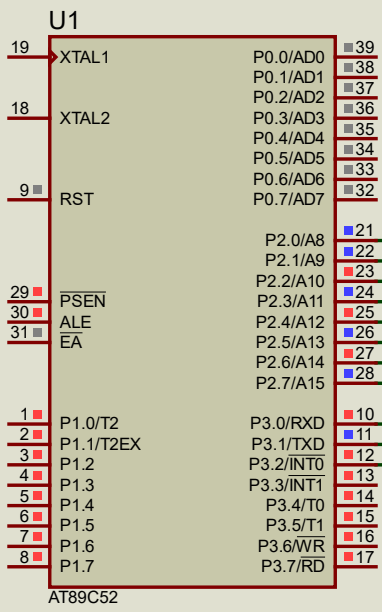 U1
19 XTAL1 P0.0/AD0 39
P0.1/AD1 38
P0.2/AD2 37
18 XTAL2 P0.3/AD3 36
P0.4/AD4 35
P0.5/AD5 34
P0.6/AD6 33
9 RST P0.7/AD7 32
P2.0/A8 21
P2.1/A9 22
P2.2/A10 23
29 PSEN P2.3/A11 24
30 ALE P2.4/A12 25
31 EA P2.5/A13 26
P2.6/A14 27
P2.7/A15 28
1 P1.0/T2 P3.0/RXD 10
2 P1.1/T2EX P3.1/TXD 11
3 P1.2 P3.2/INT0 12
4 P1.3 P3.3/INT1 13
5 P1.4 P3.4/T0 14
6 P1.5 P3.5/T1 15
7 P1.6 P3.6/WR 16
8 P1.7 P3.7/RD 17
AT89C52